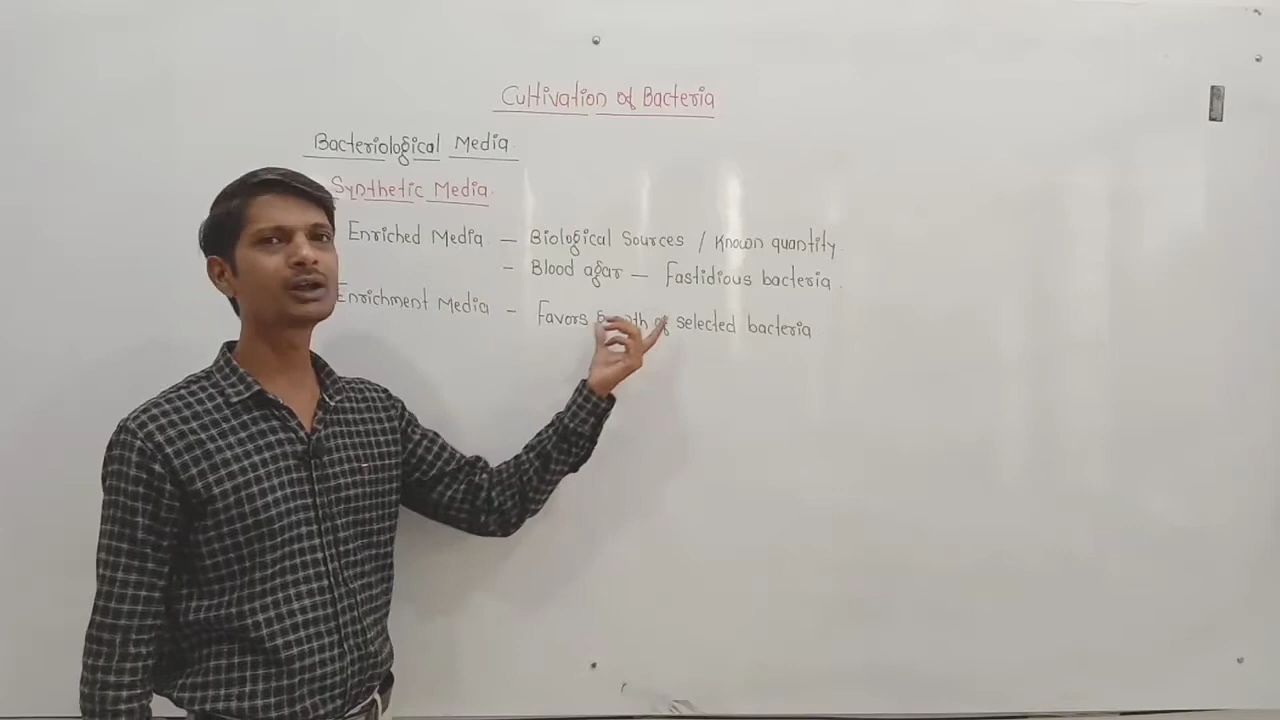 Cultivation of Bacteria
Bacteriological Media
Synthetic Media
Enriched Media - Biological Sources / Known quantity
- Blood agar - Fastidious bacteria
Enrichment Media - Favors of selected bacteria